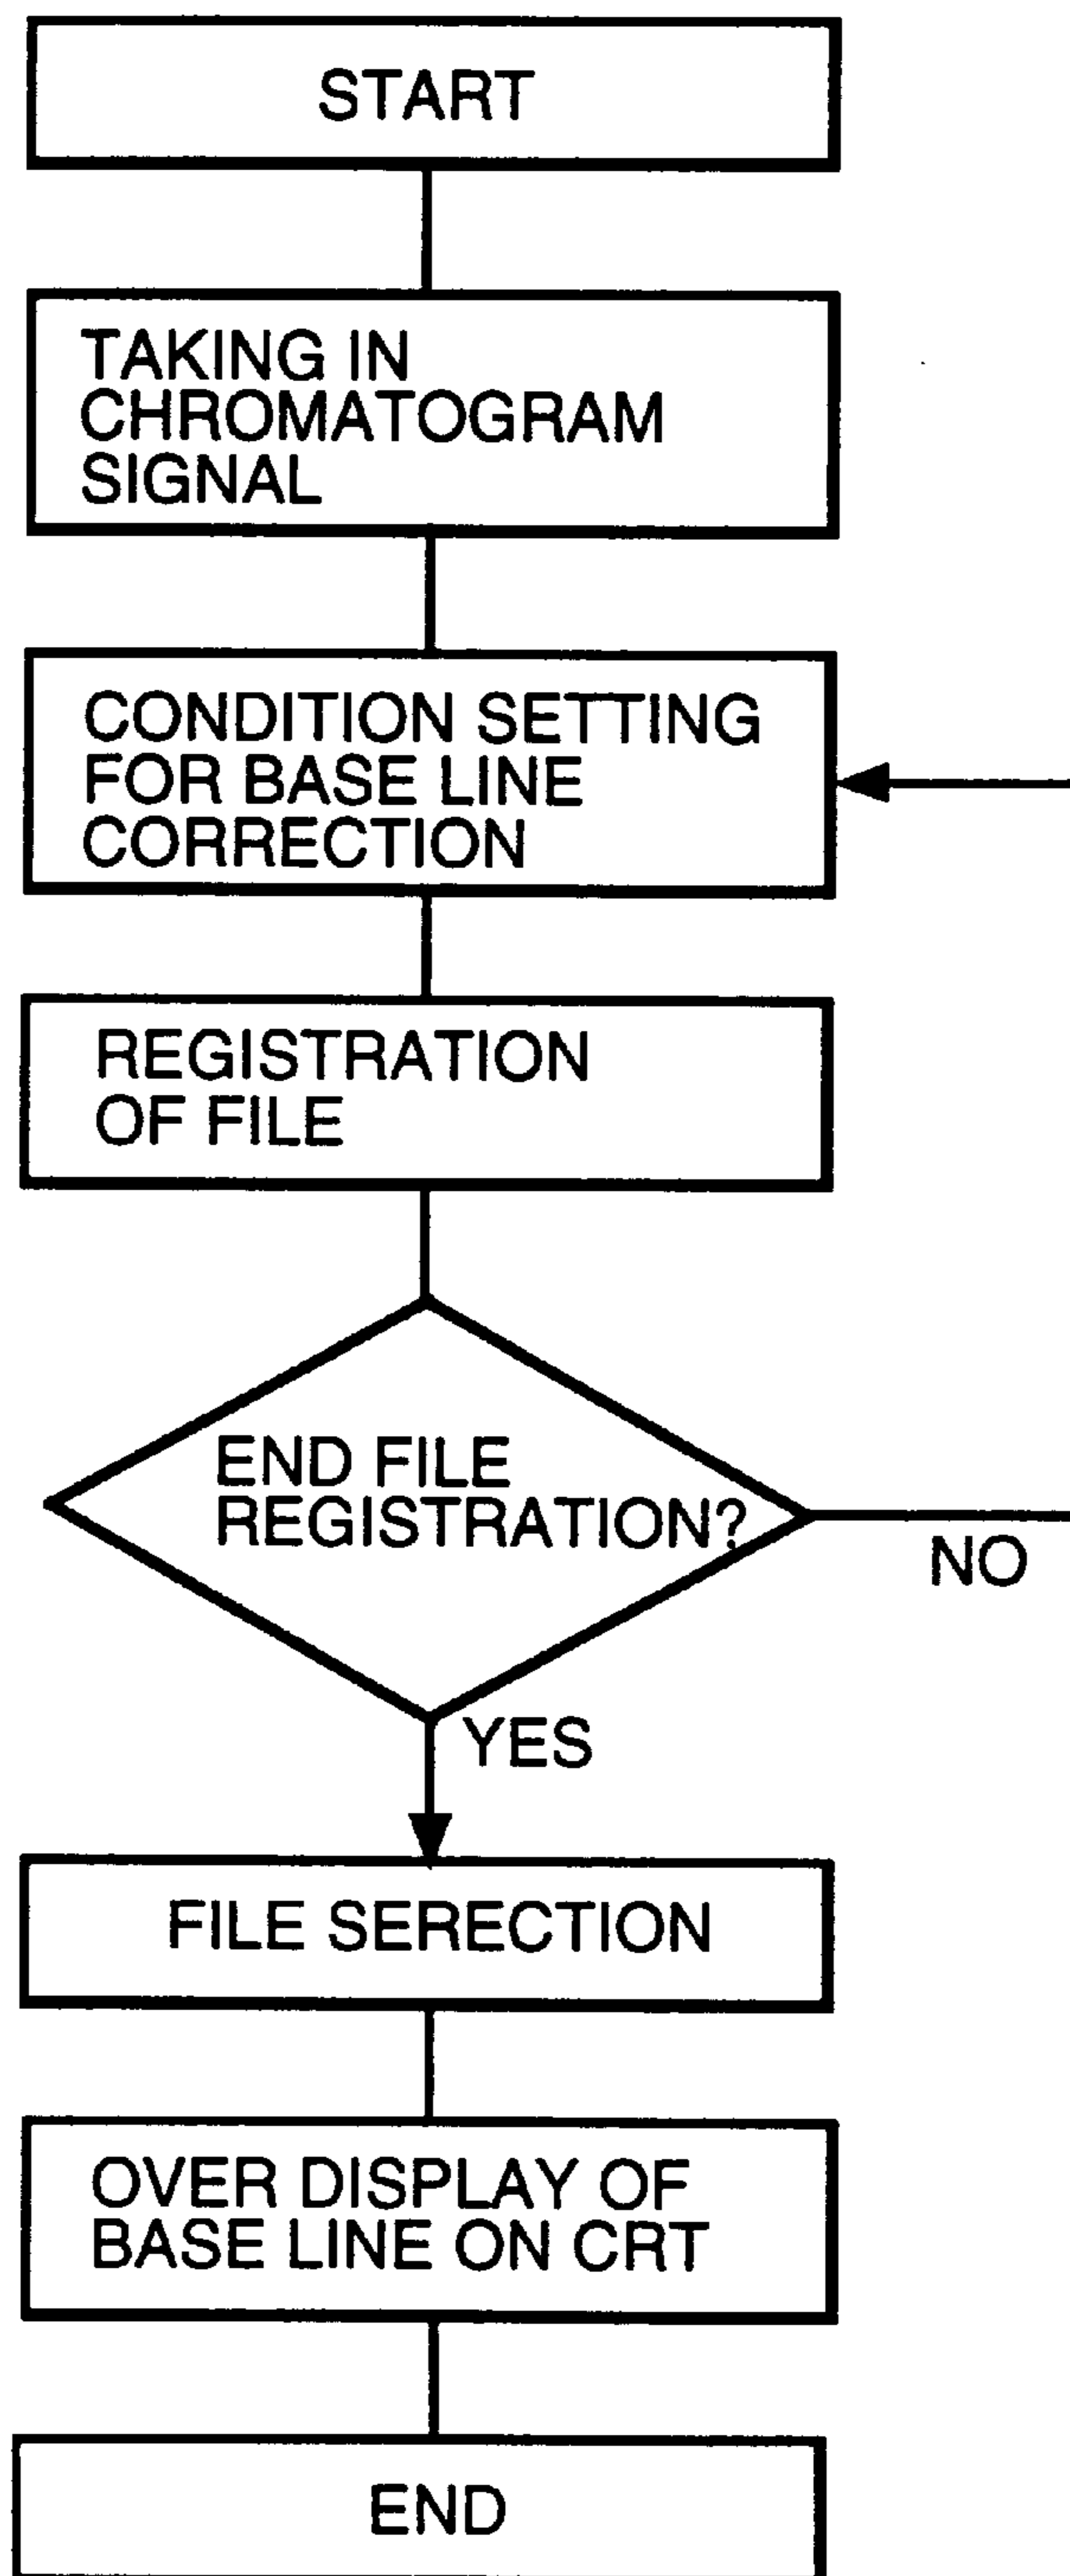 START
TAKING IN
CHROMATOGRAM
SIGNAL
CONDITION SETTING
FOR BASE LINE
CORRECTION
REGISTRATION
OF FILE
END FILE
REGISTRATION?
NO
YES
FILE SERECTION
OVER DISPLAY OF
BASE LINE ON CRT
END